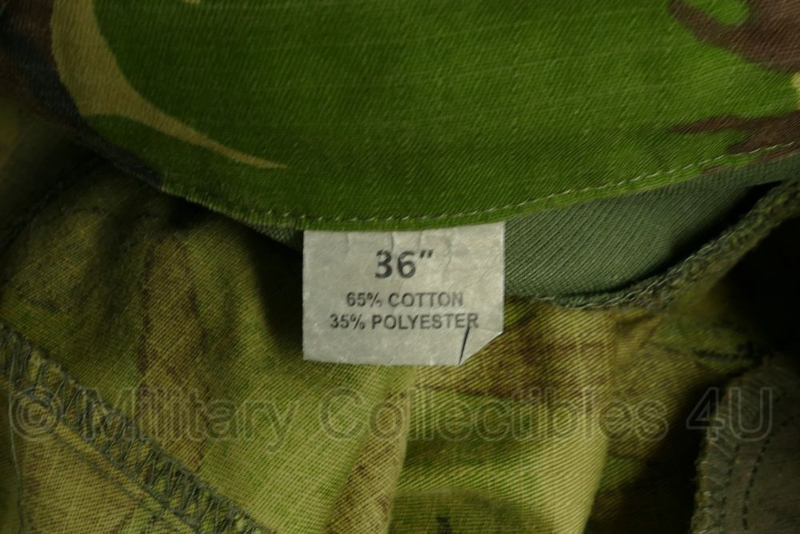 36"
65% COTTON
35% POLYESTER
© Military Collectibles 4U